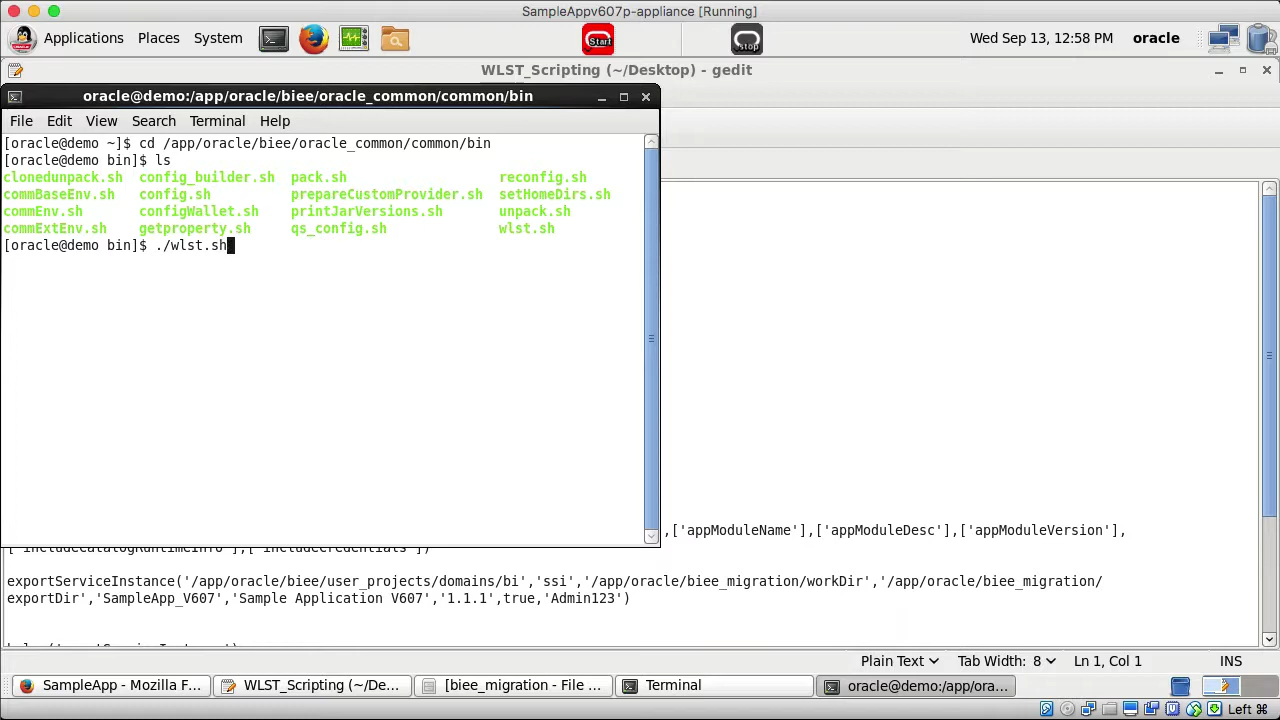 SampleAppv607p-appliance [Running]
Applications Places System Start stop Wed Sep 13, 12:58 PM oracle
WLST_Scripting (~/Desktop) - gedit
oracle@demo:/app/oracle/biee/oracle_common/common/bin
File Edit View Search Terminal Help
[oracle@demo ~]$ cd /app/oracle/biee/oracle_common/common/bin
[oracle@demo bin]$ ls
clonedunpack.sh config_builder.sh pack.sh reconfig.sh
commBaseEnv.sh config.sh prepareCustomProvider.sh setHomeDirs.sh
commEnv.sh configWallet.sh printJarVersions.sh unpack.sh
commExtEnv.sh getproperty.sh qs_config.sh wlst.sh
[oracle@demo bin]$ ./wlst.sh
,['appModuleName'],['appModuleDesc'],['appModuleVersion'],
['includeCatalogRuntimeInfo'],['includeCredentials'])
exportServiceInstance('/app/oracle/biee/user_projects/domains/bi','ssi','/app/oracle/biee_migration/workDir','/app/oracle/biee_migration/
exportDir','SampleApp_V607','Sample Application V607','1.1.1',true,'Admin123')
Plain Text Tab Width: 8 Ln 1, Col 1 INS
SampleApp - Mozilla F... WLST_Scripting (~/De... [biee_migration - File ... Terminal oracle@demo:/app/ora...
Left ⌘